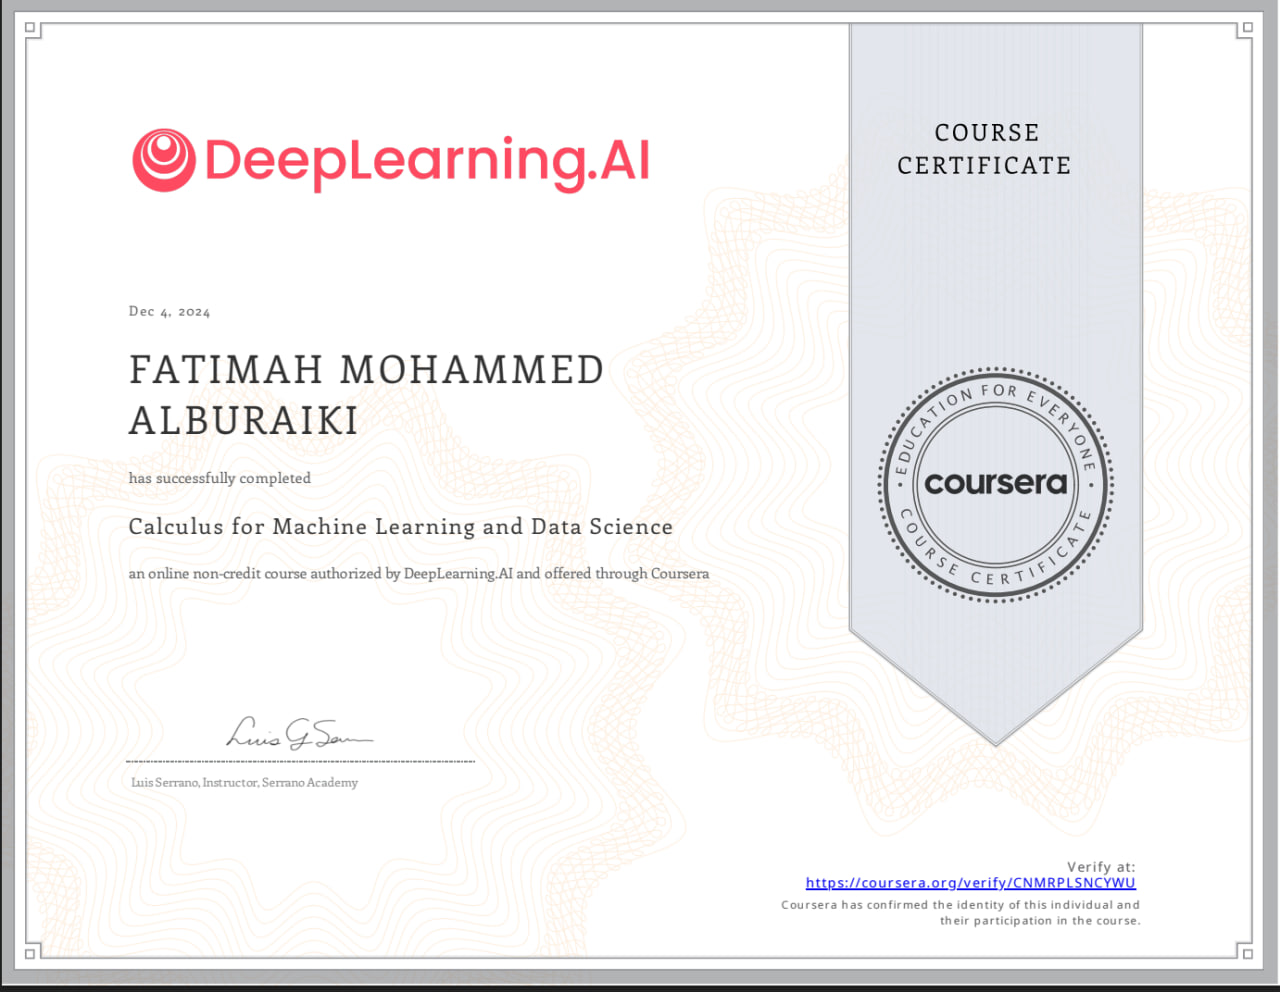 DeepLearning.AI
COURSE
CERTIFICATE
Dec 4, 2024
FATIMAH MOHAMMED
ALBURAIKI
has successfully completed
Calculus for Machine Learning and Data Science
an online non-credit course authorized by DeepLearning.AI and offered through Coursera
EDUCATION FOR EVERYONE
coursera
COURSE CERTIFICATE
Luis G Serrano
Luis Serrano, Instructor, Serrano Academy
Verify at:
https://coursera.org/verify/CNMRPLSNCYWU
Coursera has confirmed the identity of this individual and
their participation in the course.